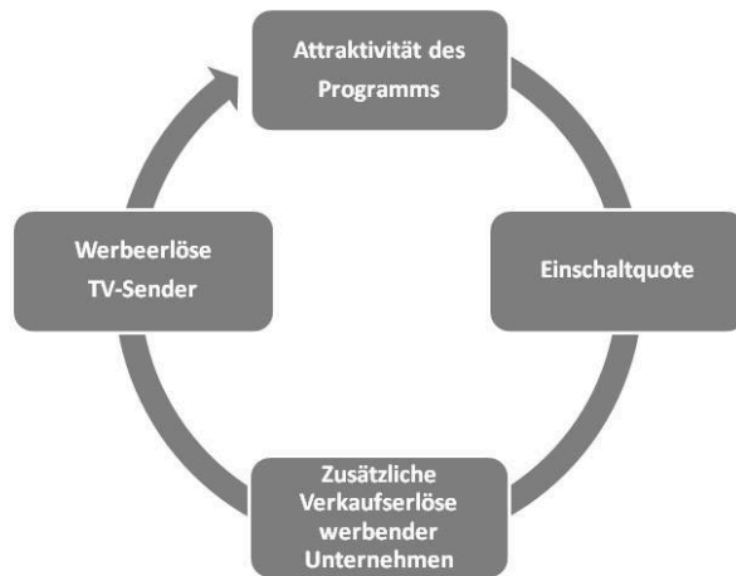 Attraktivität des
Programms
Werbeerlöse
TV-Sender
Einschaltquote
Zusätzliche
Verkaufserlöse
werbender
Unternehmen